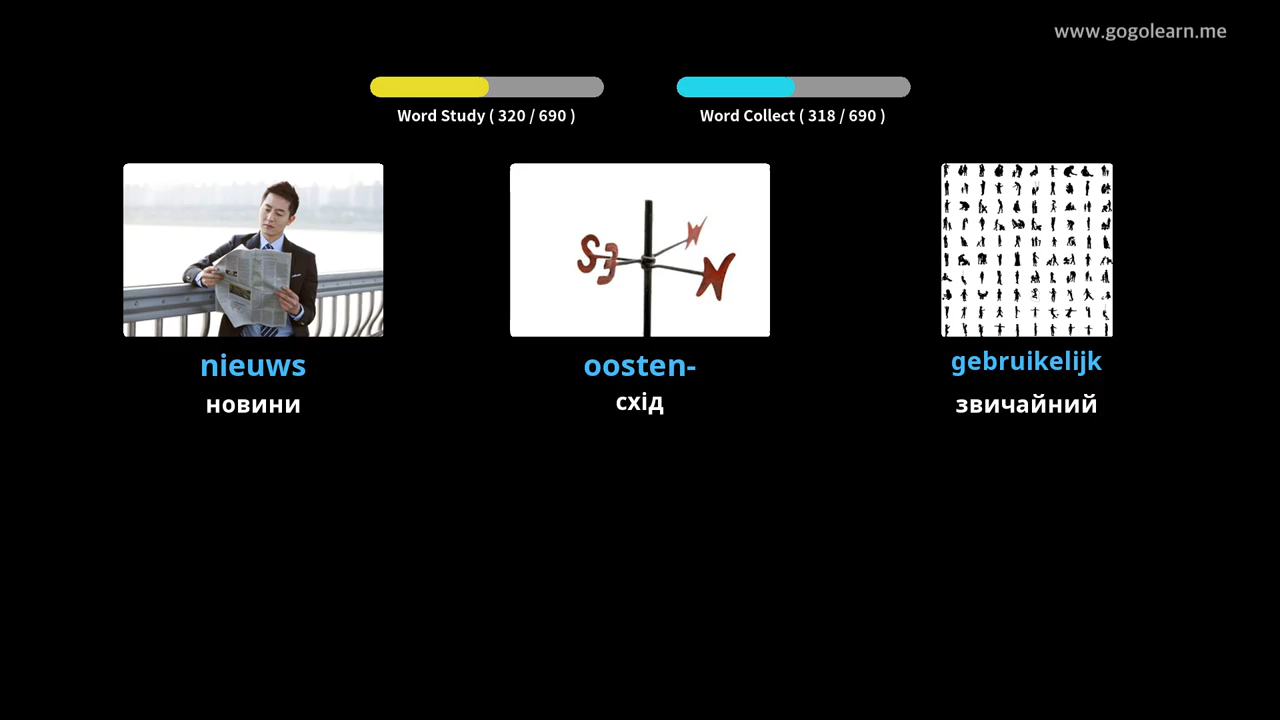 www.gogolearn.me
Word Study ( 320 / 690 )
Word Collect ( 318 / 690 )
S
nieuws
новини
oosten-
схід
gebruikelijk
звичайний